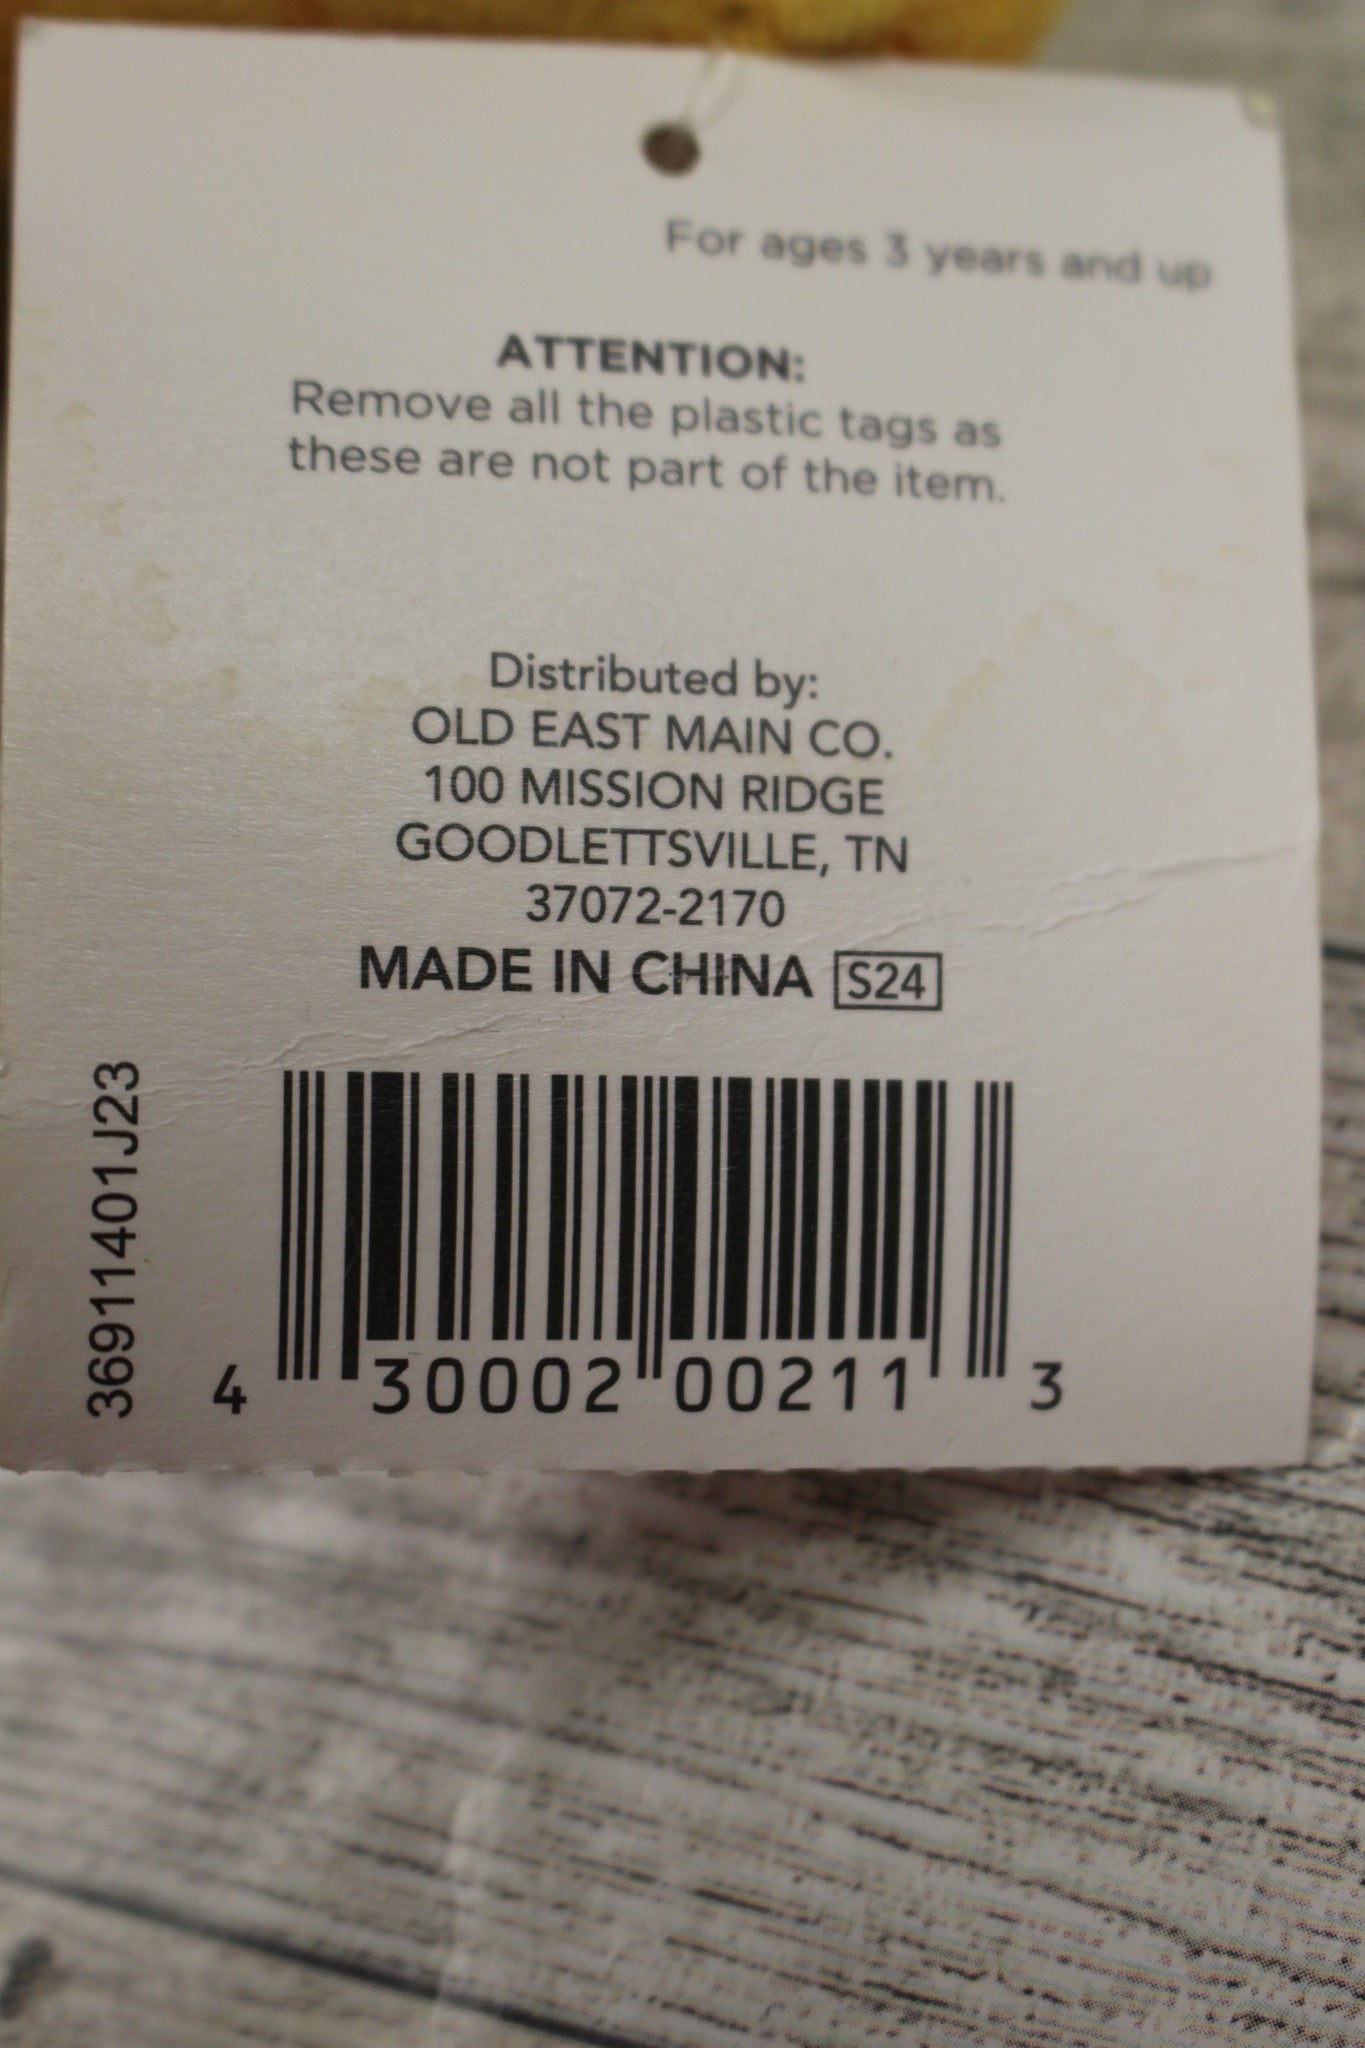 For ages 3 years and up
ATTENTION:
Remove all the plastic tags as
these are not part of the item.
Distributed by:
OLD EAST MAIN CO.
100 MISSION RIDGE
GOODLETTSVILLE, TN
37072-2170
MADE IN CHINA S24
36911401J23
4 30002 00211 3